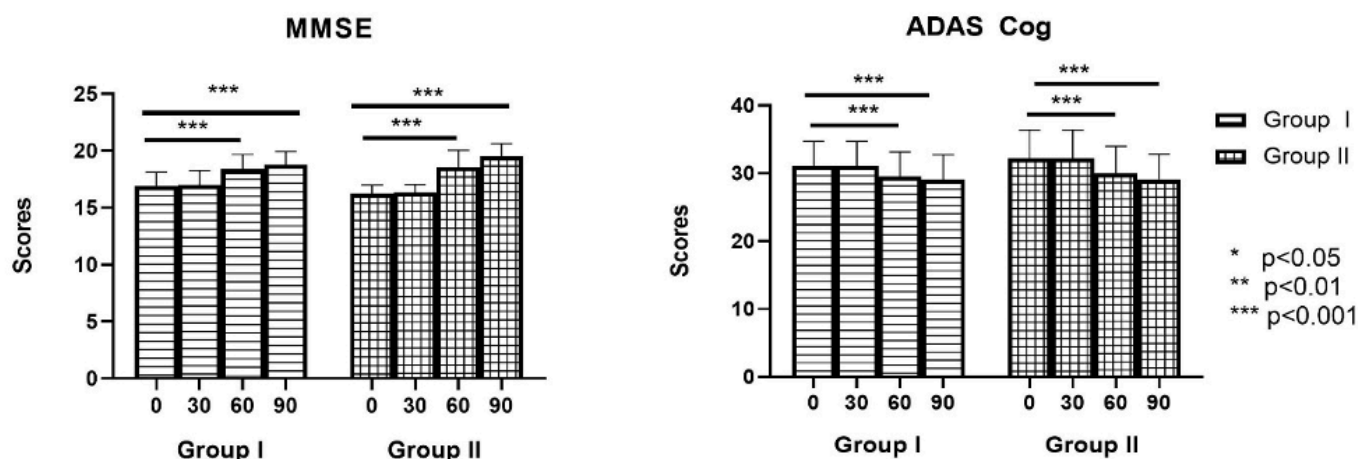 MMSE
***
***
***
***
25
20
15
10
5
0
Scores
0 30 60 90
0 30 60 90
Group I
Group II
ADAS Cog
***
***
***
***
40
30
20
10
0
Scores
0 30 60 90
0 30 60 90
Group I
Group II
Group I
Group II
* p<0.05
** p<0.01
*** p<0.001